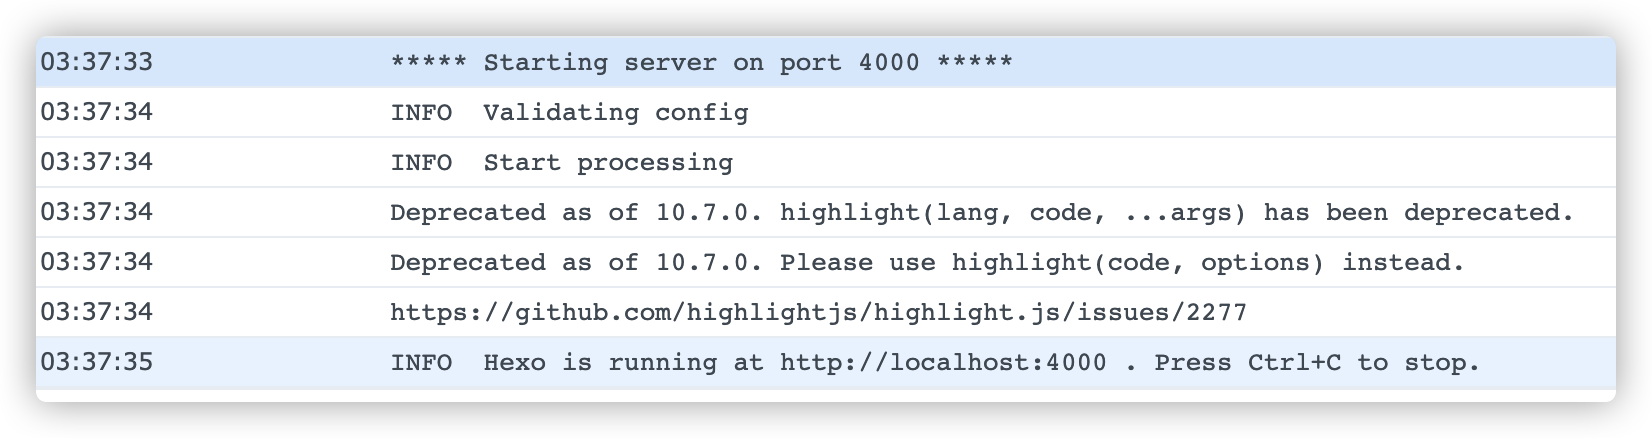 03:37:33 ***** Starting server on port 4000 *****
03:37:34 INFO  Validating config
03:37:34 INFO  Start processing
03:37:34 Deprecated as of 10.7.0. highlight(lang, code, ...args) has been deprecated.
03:37:34 Deprecated as of 10.7.0. Please use highlight(code, options) instead.
03:37:34 https://github.com/highlightjs/highlight.js/issues/2277
03:37:35 INFO  Hexo is running at http://localhost:4000 . Press Ctrl+C to stop.